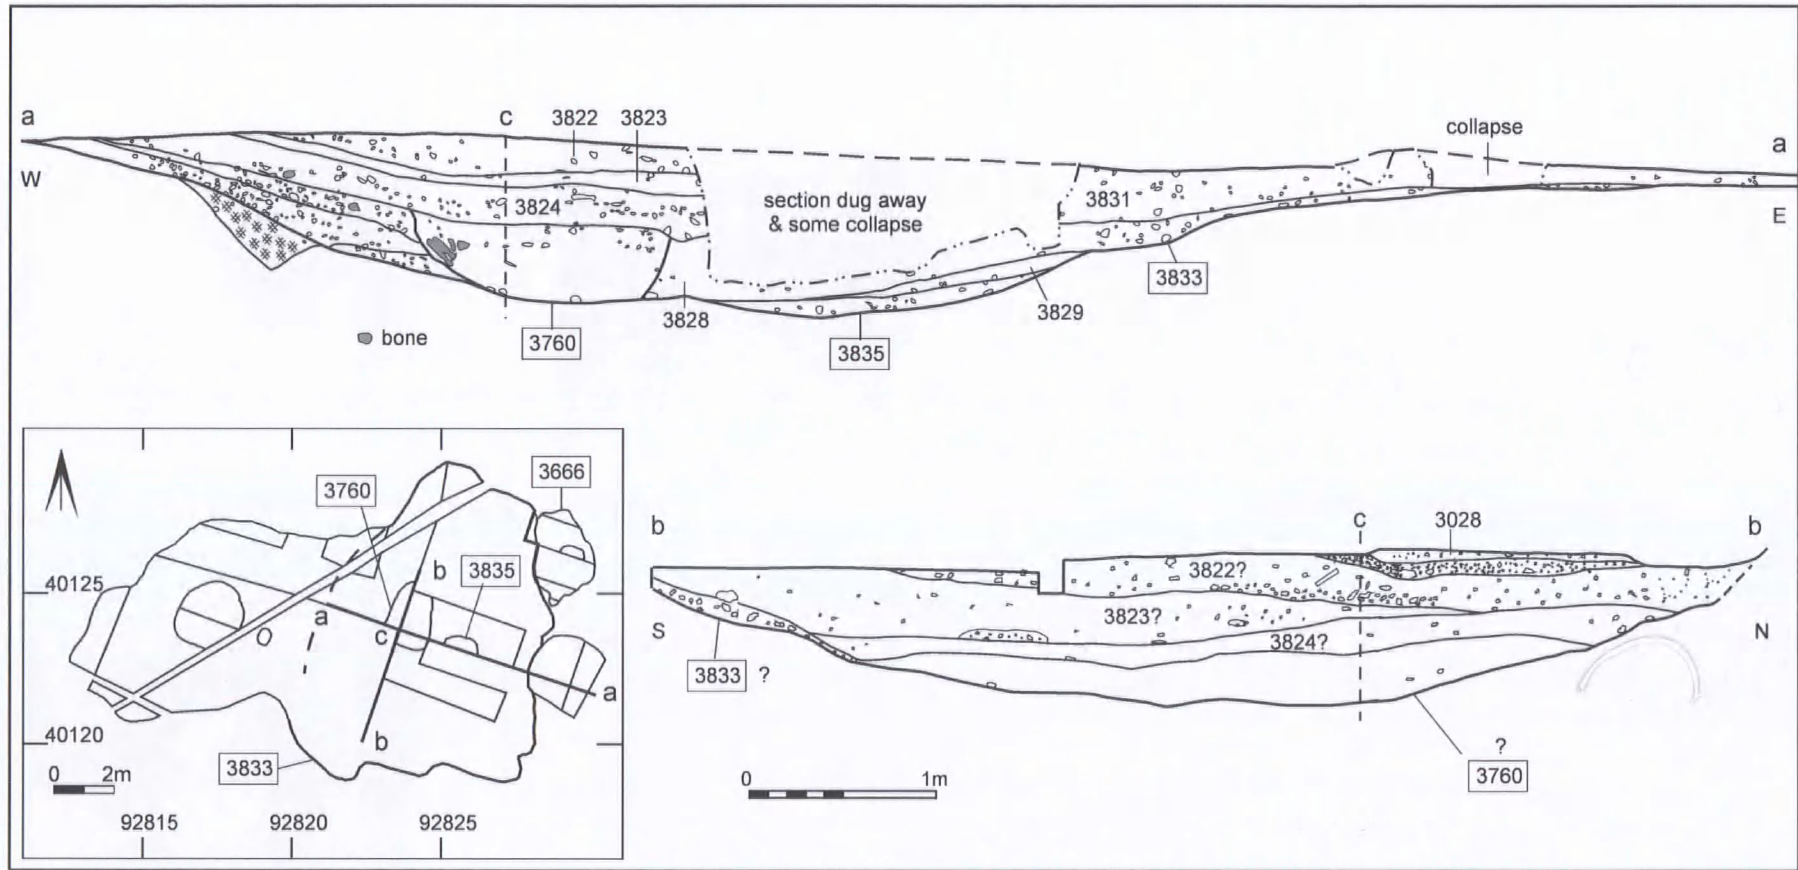 a
c
3822
3823
collapse
a
W
3824
section dug away
& some collapse
3831
E
3833
3829
3828
bone
3760
3835
3666
3760
3835
b
a
c
a
b
3833
40125
40120
0 2m
92815 92820 92825
b
c
3028
b
3822?
3823?
3824?
S
N
3833 ?
?
3760
0 1m